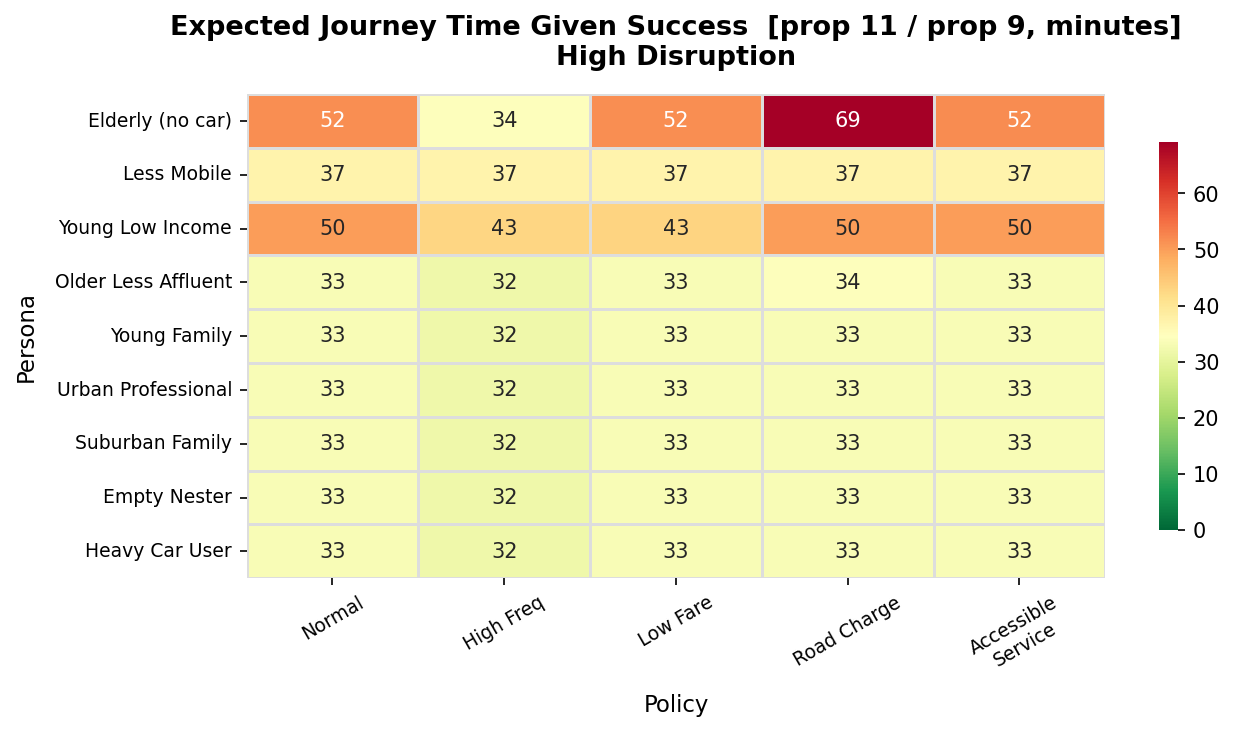 Expected Journey Time Given Success  [prop 11 / prop 9, minutes]
High Disruption
Persona
Elderly (no car) 52 34 52 69 52
Less Mobile 37 37 37 37 37
Young Low Income 50 43 43 50 50
Older Less Affluent 33 32 33 34 33
Young Family 33 32 33 33 33
Urban Professional 33 32 33 33 33
Suburban Family 33 32 33 33 33
Empty Nester 33 32 33 33 33
Heavy Car User 33 32 33 33 33
Normal High Freq Low Fare Road Charge Accessible
Service
Policy
60
50
40
30
20
10
0